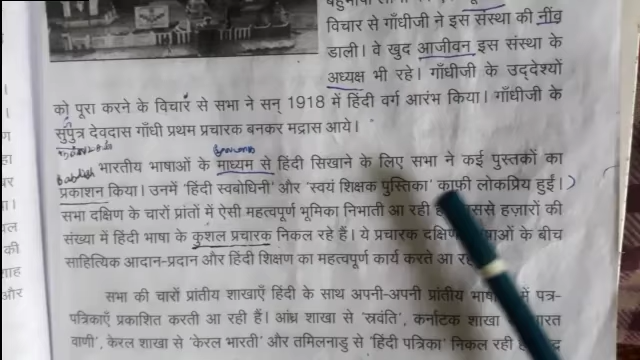 विचार से गाँधीजी ने इस संस्था की नींव
डाली। वे खुद आजीवन इस संस्था के
अध्यक्ष भी रहे। गाँधीजी के उद्देश्यों
को पूरा करने के विचार से सभा ने सन् 1918 में हिंदी वर्ग आरंभ किया। गाँधीजी के
सुपुत्र देवदास गाँधी प्रथम प्रचारक बनकर मद्रास आये।
भारतीय भाषाओं के माध्यम से हिंदी सिखाने के लिए सभा ने कई पुस्तकों का
प्रकाशन किया। उनमें 'हिंदी स्वबोधिनी' और 'स्वयं शिक्षक पुस्तिका' काफ़ी लोकप्रिय हुईं।
सभा दक्षिण के चारों प्रांतों में ऐसी महत्वपूर्ण भूमिका निभाती आ रही हज़ारों की
संख्या में हिंदी भाषा के कुशल प्रचारक निकल रहे हैं। ये प्रचारक के बीच
साहित्यिक आदान-प्रदान और हिंदी शिक्षण का महत्वपूर्ण कार्य करते आ
सभा की चारों प्रांतीय शाखाएँ हिंदी के साथ अपनी-अपनी प्रांतीय में पत्र-
पत्रिकाएँ प्रकाशित करती आ रही हैं। आंध्र शाखा से 'स्रवंति', कर्नाटक शाखा
वाणी', केरल शाखा से 'केरल भारती' और तमिलनाडु से 'हिंदी पत्रिका' निकल रही
की
और